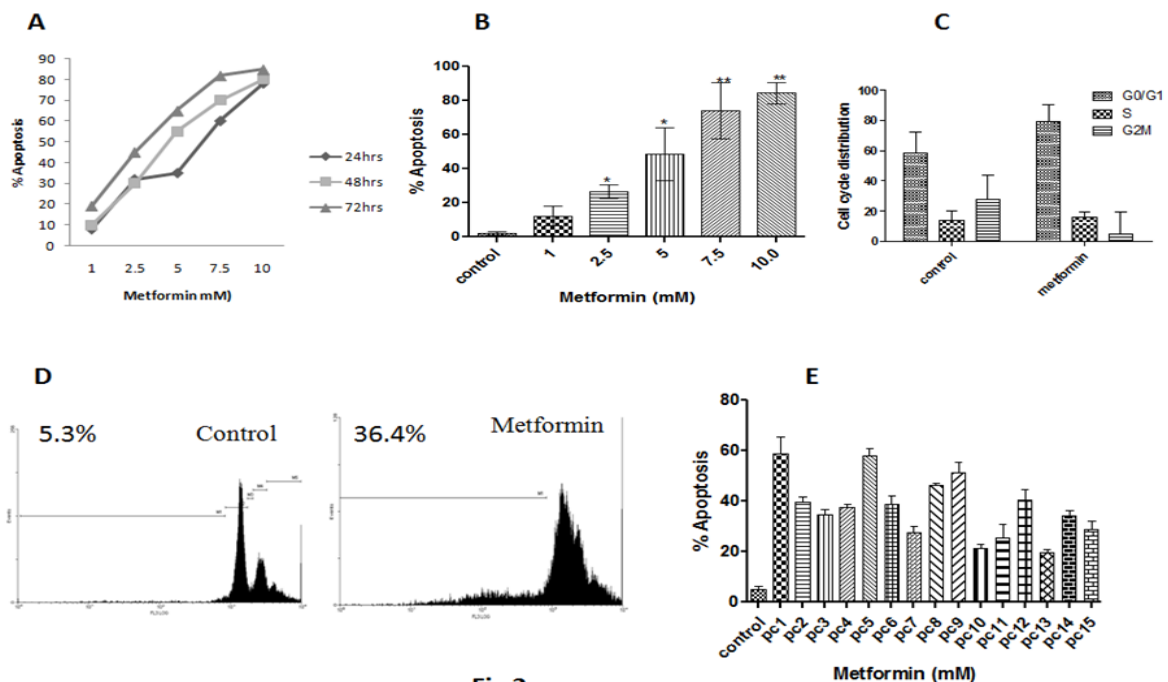 A
% Apoptosis
90
80
70
60
50
40
30
20
10
0
1 2.5 5 7.5 10
Metformin mM)
24hrs
48hrs
72hrs
B
% Apoptosis
100
80
60
40
20
0
* * ** **
control 1 2.5 5 7.5 10.0
Metformin (mM)
C
Cell cycle distribution
100
80
60
40
20
0
control metformin
G0/G1
S
G2M
D
5.3% Control
Events
36.4% Metformin
Events
E
% Apoptosis
80
60
40
20
0
control pc1 pc2 pc3 pc4 pc5 pc6 pc7 pc8 pc9 pc10 pc11 pc12 pc13 pc14 pc15
Metformin (mM)